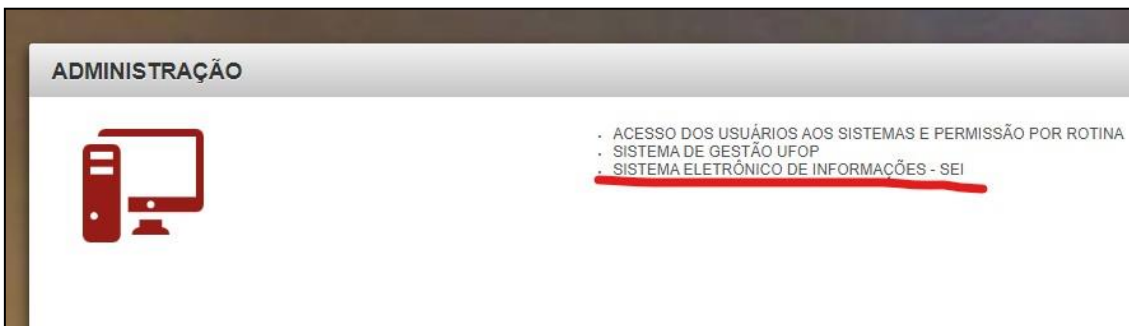 ADMINISTRAÇÃO
ACESSO DOS USUÁRIOS AOS SISTEMAS E PERMISSÃO POR ROTINA
SISTEMA DE GESTÃO UFOP
SISTEMA ELETRÔNICO DE INFORMAÇÕES - SEI